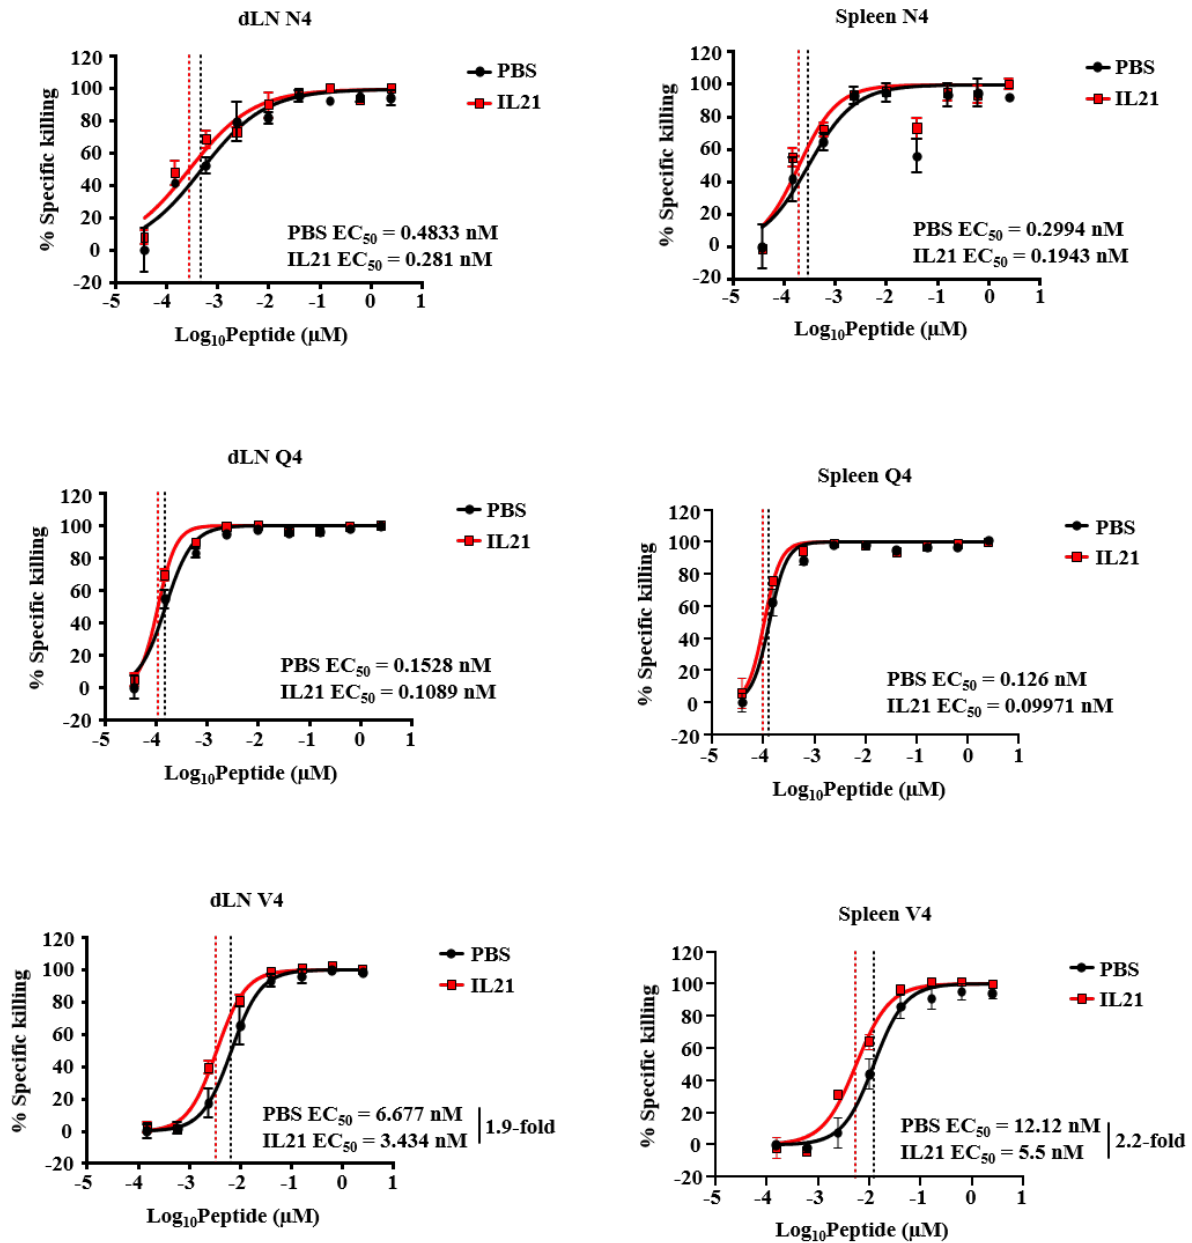 dLN N4
120
100
80
60
40
20
0
-20
% Specific killing
PBS
IL21
PBS EC50 = 0.4833 nM
IL21 EC50 = 0.281 nM
-5 -4 -3 -2 -1 0 1
Log10Peptide (µM)
Spleen N4
120
100
80
60
40
20
0
-20
% Specific killing
PBS
IL21
PBS EC50 = 0.2994 nM
IL21 EC50 = 0.1943 nM
-5 -4 -3 -2 -1 0 1
Log10Peptide (µM)
dLN Q4
120
100
80
60
40
20
0
-20
% Specific killing
PBS
IL21
PBS EC50 = 0.1528 nM
IL21 EC50 = 0.1089 nM
-5 -4 -3 -2 -1 0 1
Log10Peptide (µM)
Spleen Q4
120
100
80
60
40
20
0
-20
% Specific killing
PBS
IL21
PBS EC50 = 0.126 nM
IL21 EC50 = 0.09971 nM
-5 -4 -3 -2 -1 0 1
Log10Peptide (µM)
dLN V4
120
100
80
60
40
20
0
-20
% Specific killing
PBS
IL21
PBS EC50 = 6.677 nM
IL21 EC50 = 3.434 nM
1.9-fold
-5 -4 -3 -2 -1 0 1
Log10Peptide (µM)
Spleen V4
120
100
80
60
40
20
0
-20
% Specific killing
PBS
IL21
PBS EC50 = 12.12 nM
IL21 EC50 = 5.5 nM
2.2-fold
-5 -4 -3 -2 -1 0 1
Log10Peptide (µM)